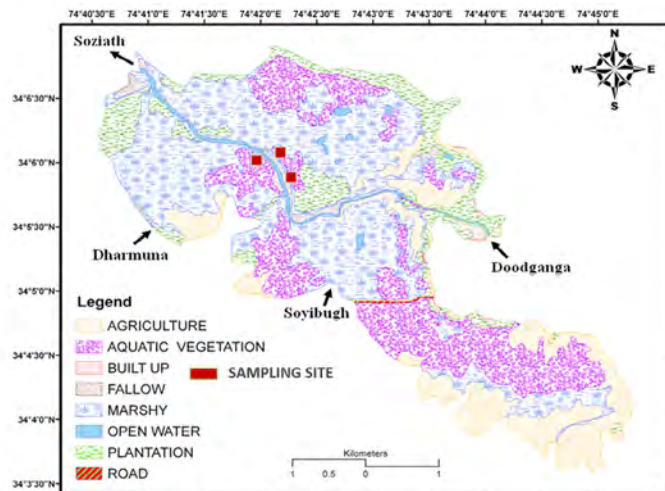 74°40'30"E 74°41'0"E 74°41'30"E 74°42'0"E 74°42'30"E 74°43'0"E 74°43'30"E 74°44'0"E 74°44'30"E 74°45'0"E
Soziath
N
W E
S
34°6'30"N
34°6'0"N
34°5'30"N
34°5'0"N
34°4'30"N
34°4'0"N
34°3'30"N
Dharmuna
Doodganga
Soyibugh
Legend
AGRICULTURE
AQUATIC VEGETATION
BUILT UP
SAMPLING SITE
FALLOW
MARSHY
OPEN WATER
PLANTATION
ROAD
Kilometers
1 0.5 0 1